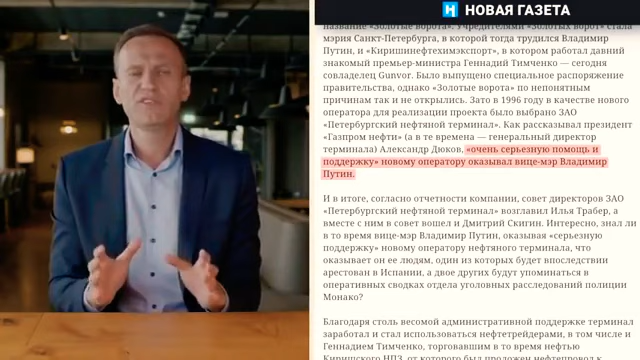 НОВАЯ ГАЗЕТА
название «Золотые ворота». Учредителями «Золотых ворот» стала
мэрия Санкт-Петербурга, в которой тогда трудился Владимир
Путин, и «Киришинефтехимэкспорт», в котором работал давний
знакомый премьер-министра Геннадий Тимченко — сегодня
совладелец Gunvor. Было выпущено специальное распоряжение
правительства, однако «Золотые ворота» по непонятным
причинам так и не открылись. Зато в 1996 году в качестве нового
оператора для реализации проекта было выбрано ЗАО
«Петербургский нефтяной терминал». Как рассказывал президент
«Газпром нефти» (а в те времена — генеральный директор
терминала) Александр Дюков, «очень серьезную помощь и
поддержку» новому оператору оказывал вице-мэр Владимир
Путин.
И в итоге, согласно отчетности компании, совет директоров ЗАО
«Петербургский нефтяной терминал» возглавил Илья Трабер, а
вместе с ним в совет вошел и Дмитрий Скигин. Интересно, знал ли
в то время вице-мэр Владимир Путин, оказывая «серьезную
поддержку» новому оператору нефтяного терминала, что
оказывает он ее людям, один из которых будет впоследствии
арестован в Испании, а двое других будут упоминаться в
оперативных сводках отдела уголовных расследований полиции
Монако?
Благодаря столь весомой административной поддержке терминал
заработал и стал использоваться нефтетрейдерами, в том числе и
Геннадием Тимченко, торговавшим в то время нефтью
Киришского НПЗ, от которого был проложен нефтепровод к